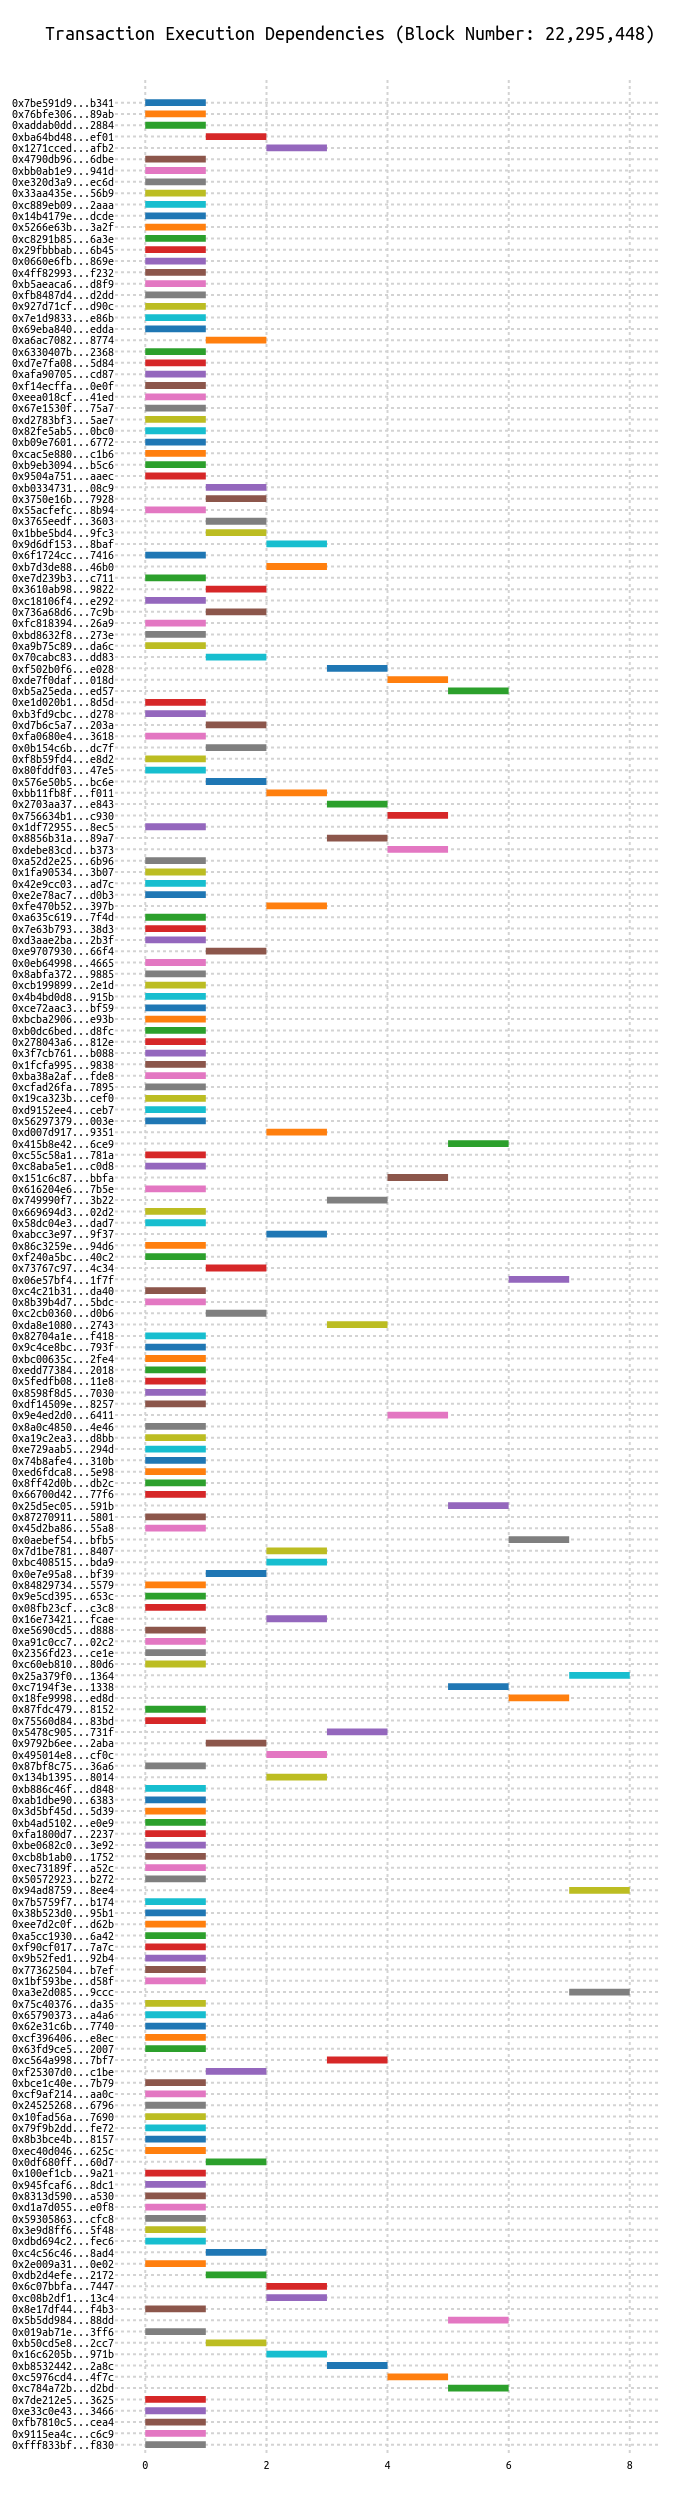 Transaction Execution Dependencies (Block Number: 22,295,448)
0x7be591d9...b341
0x76bfe306...89ab
0xaddab0dd...2884
0xba64bd48...ef01
0x1271cced...afb2
0x4790db96...6dbe
0xbb0ab1e9...941d
0xe320d3a9...ec6d
0x33aa435e...56b9
0xc889eb09...2aaa
0x14b4179e...dcde
0x5266e63b...3a2f
0xc8291b85...6a3e
0x29fbbbab...6b45
0x0660e6fb...869e
0x4ff82993...f232
0xb5aeaca6...d8f9
0xfb8487d4...d2dd
0x927d71cf...d90c
0x7e1d9833...e86b
0x69eba840...edda
0xa6ac7082...8774
0x6330407b...2368
0xd7e7fa08...5d84
0xafa90705...cd87
0xf14ecffa...0e0f
0xeea018cf...41ed
0x67e1530f...75a7
0xd2783bf3...5ae7
0x82fe5ab5...0bc0
0xb09e7601...6772
0xcac5e880...c1b6
0xb9eb3094...b5c6
0x9504a751...aaec
0xb0334731...08c9
0x3750e16b...7928
0x55acfefc...8b94
0x3765eedf...3603
0x1bbe5bd4...9fc3
0x9d6df153...8baf
0x6f1724cc...7416
0xb7d3de88...46b0
0xe7d239b3...c711
0x3610ab98...9822
0xc18106f4...e292
0x736a68d6...7c9b
0xfc818394...26a9
0xbd8632f8...273e
0xa9b75c89...da6c
0x70cabc83...dd83
0xf502b0f6...e028
0xde7f0daf...018d
0xb5a25eda...ed57
0xe1d020b1...8d5d
0xb3fd9cbc...d278
0xd7b6c5a7...203a
0xfa0680e4...3618
0x0b154c6b...dc7f
0xf8b59fd4...e8d2
0x80fddf03...47e5
0x576e50b5...bc6e
0xbb11fb8f...f011
0x2703aa37...e843
0x756634b1...c930
0x1df72955...8ec5
0x8856b31a...89a7
0xdebe83cd...b373
0xa52d2e25...6b96
0x1fa90534...3b07
0x42e9cc03...ad7c
0xe2e78ac7...d0b3
0xfe470b52...397b
0xa635c619...7f4d
0x7e63b793...38d3
0xd3aae2ba...2b3f
0xe9707930...66f4
0x0eb64998...4665
0x8abfa372...9885
0xcb199899...2e1d
0x4b4bd0d8...915b
0xce72aac3...bf59
0xbcba2906...e93b
0xb0dc6bed...d8fc
0x278043a6...812e
0x3f7cb761...b088
0x1fcfa995...9838
0xba38a2af...fde8
0xcfad26fa...7895
0x19ca323b...cef0
0xd9152ee4...ceb7
0x56297379...003e
0xd007d917...9351
0x415b8e42...6ce9
0xc55c58a1...781a
0xc8aba5e1...c0d8
0x151c6c87...bbfa
0x616204e6...7b5e
0x749990f7...3b22
0x669694d3...02d2
0x58dc04e3...dad7
0xabcc3e97...9f37
0x86c3259e...94d6
0xf240a5bc...40c2
0x73767c97...4c34
0x06e57bf4...1f7f
0xc4c21b31...da40
0x8b39b4d7...5bdc
0xc2cb0360...d0b6
0xda8e1080...2743
0x82704a1e...f418
0x9c4ce8bc...793f
0xbc00635c...2fe4
0xedd77384...2018
0x5fedfb08...11e8
0x8598f8d5...7030
0xdf14509e...8257
0x9e4ed2d0...6411
0x8a0c4850...4e46
0xa19c2ea3...d8bb
0xe729aab5...294d
0x74b8afe4...310b
0xed6fdca8...5e98
0x8ff42d0b...db2c
0x66700d42...77f6
0x25d5ec05...591b
0x87270911...5801
0x45d2ba86...55a8
0x0aebef54...bfb5
0x7d1be781...8407
0xbc408515...bda9
0x0e7e95a8...bf39
0x84829734...5579
0x9e5cd395...653c
0x08fb23cf...c3c8
0x16e73421...fcae
0xe5690cd5...d888
0xa91c0cc7...02c2
0x2356fd23...ce1e
0xc60eb810...80d6
0x25a379f0...1364
0xc7194f3e...1338
0x18fe9998...ed8d
0x87fdc479...8152
0x75560d84...83bd
0x5478c905...731f
0x9792b6ee...2aba
0x495014e8...cf0c
0x87bf8c75...36a6
0x134b1395...8014
0xb886c46f...d848
0xab1dbe90...6383
0x3d5bf45d...5d39
0xb4ad5102...e0e9
0xfa1800d7...2237
0xbe0682c0...3e92
0xcb8b1ab0...1752
0xec73189f...a52c
0x50572923...b272
0x94ad8759...8ee4
0x7b5759f7...b174
0x38b523d0...95b1
0xee7d2c0f...d62b
0xa5cc1930...6a42
0xf90cf017...7a7c
0x9b52fed1...92b4
0x77362504...b7ef
0x1bf593be...d58f
0xa3e2d085...9ccc
0x75c40376...da35
0x65790373...a4a6
0x62e31c6b...7740
0xcf396406...e8ec
0x63fd9ce5...2007
0xc564a998...7bf7
0xf25307d0...c1be
0xbce1c40e...7b79
0xcf9af214...aa0c
0x24525268...6796
0x10fad56a...7690
0x79f9b2dd...fe72
0x8b3bce4b...8157
0xec40d046...625c
0x0df680ff...60d7
0x100ef1cb...9a21
0x945fcaf6...8dc1
0x8313d590...a530
0xd1a7d055...e0f8
0x59305863...cfc8
0x3e9d8ff6...5f48
0xdbd694c2...fec6
0xc4c56c46...8ad4
0x2e009a31...0e02
0xdb2d4efe...2172
0x6c07bbfa...7447
0xc08b2df1...13c4
0x8e17df44...f4b3
0x5b5dd984...88dd
0x019ab71e...3ff6
0xb50cd5e8...2cc7
0x16c6205b...971b
0xb8532442...2a8c
0xc5976cd4...4f7c
0xc784a72b...d2bd
0x7de212e5...3625
0xe33c0e43...3466
0xfb7810c5...cea4
0x9115ea4c...c6c9
0xfff833bf...f830
0 2 4 6 8